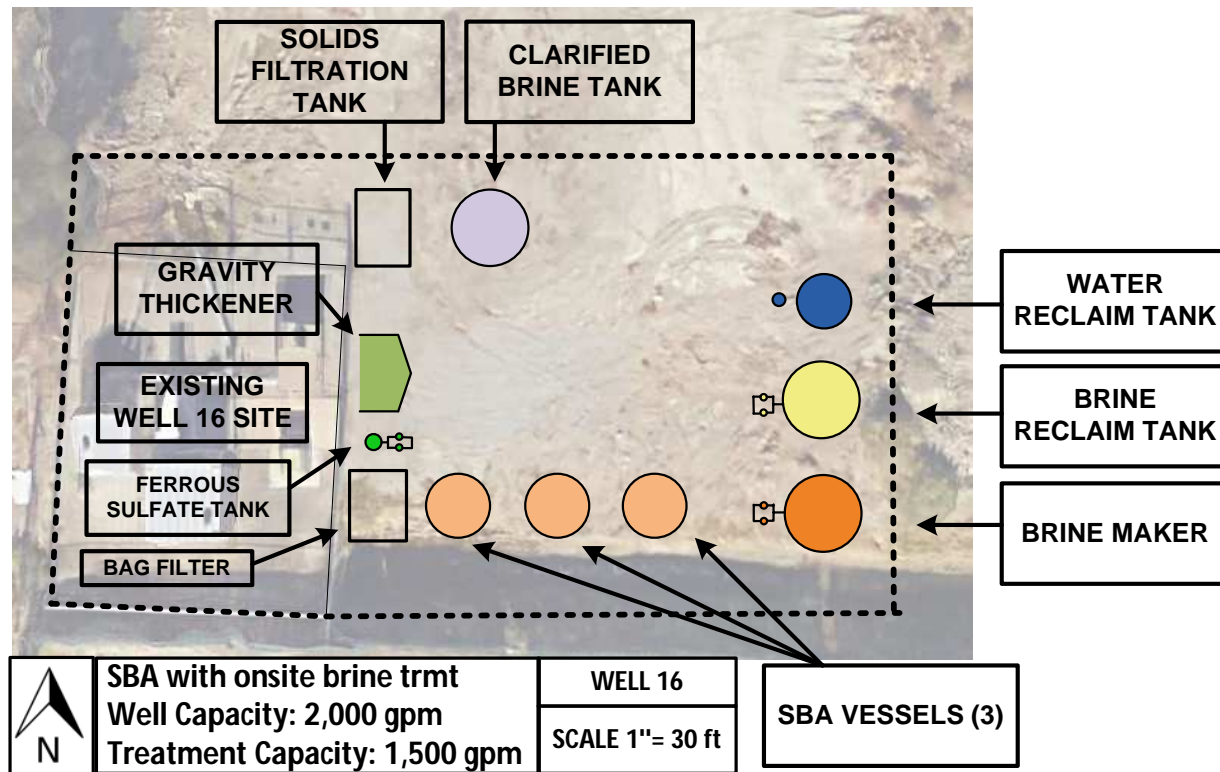 SOLIDS
FILTRATION
TANK
CLARIFIED
BRINE TANK
GRAVITY
THICKENER
EXISTING
WELL 16 SITE
FERROUS
SULFATE TANK
BAG FILTER
WATER
RECLAIM TANK
BRINE
RECLAIM TANK
BRINE MAKER
SBA VESSELS (3)
N
SBA with onsite brine trmt
Well Capacity: 2,000 gpm
Treatment Capacity: 1,500 gpm
WELL 16
SCALE 1"= 30 ft